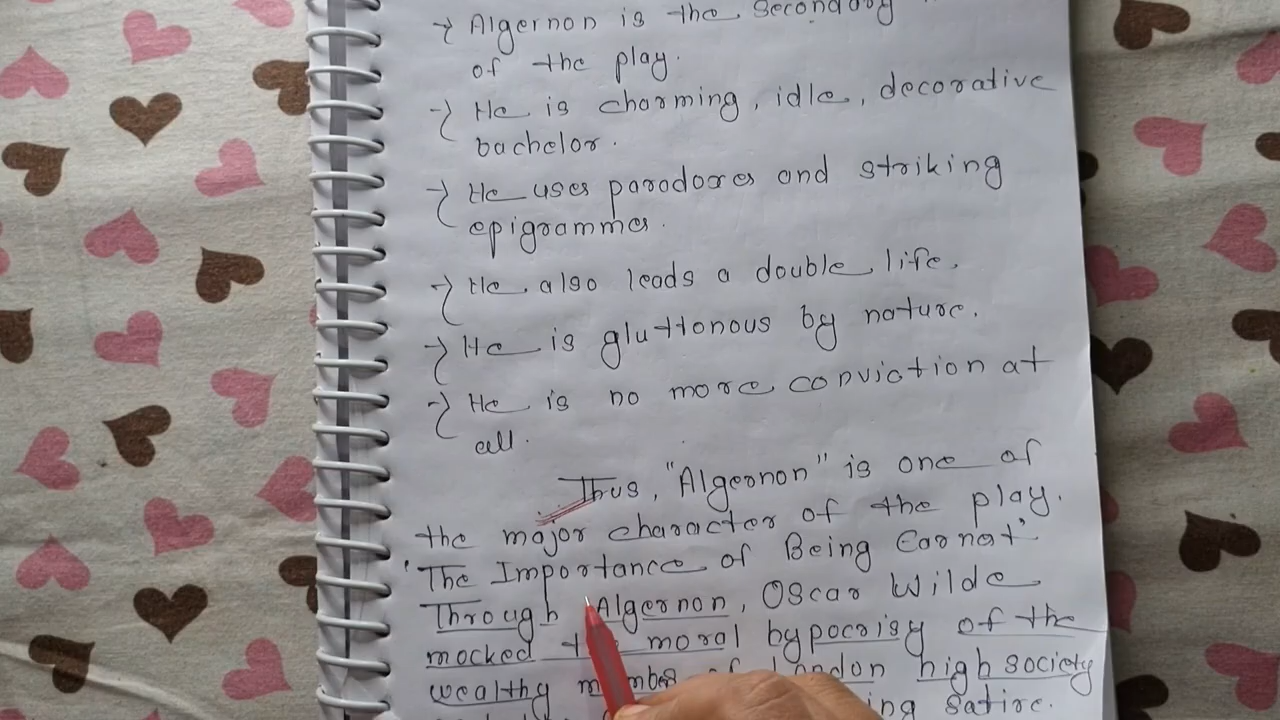 → Algernon is the Secondary
of the play.
→ He is charming, idle, decorative
bachelor.
→ He uses paradoxes and striking
epigrammes.
→ He also leads a double life.
→ He is gluttonous by nature.
→ He is no more conviction at
all.
Thus, "Algernon" is one of
the major character of the play.
'The Importance of Being Earnest'
Through Algernon, Oscar Wilde
mocked the moral hypocrisy of the
wealthy members of London high society
ing satire.